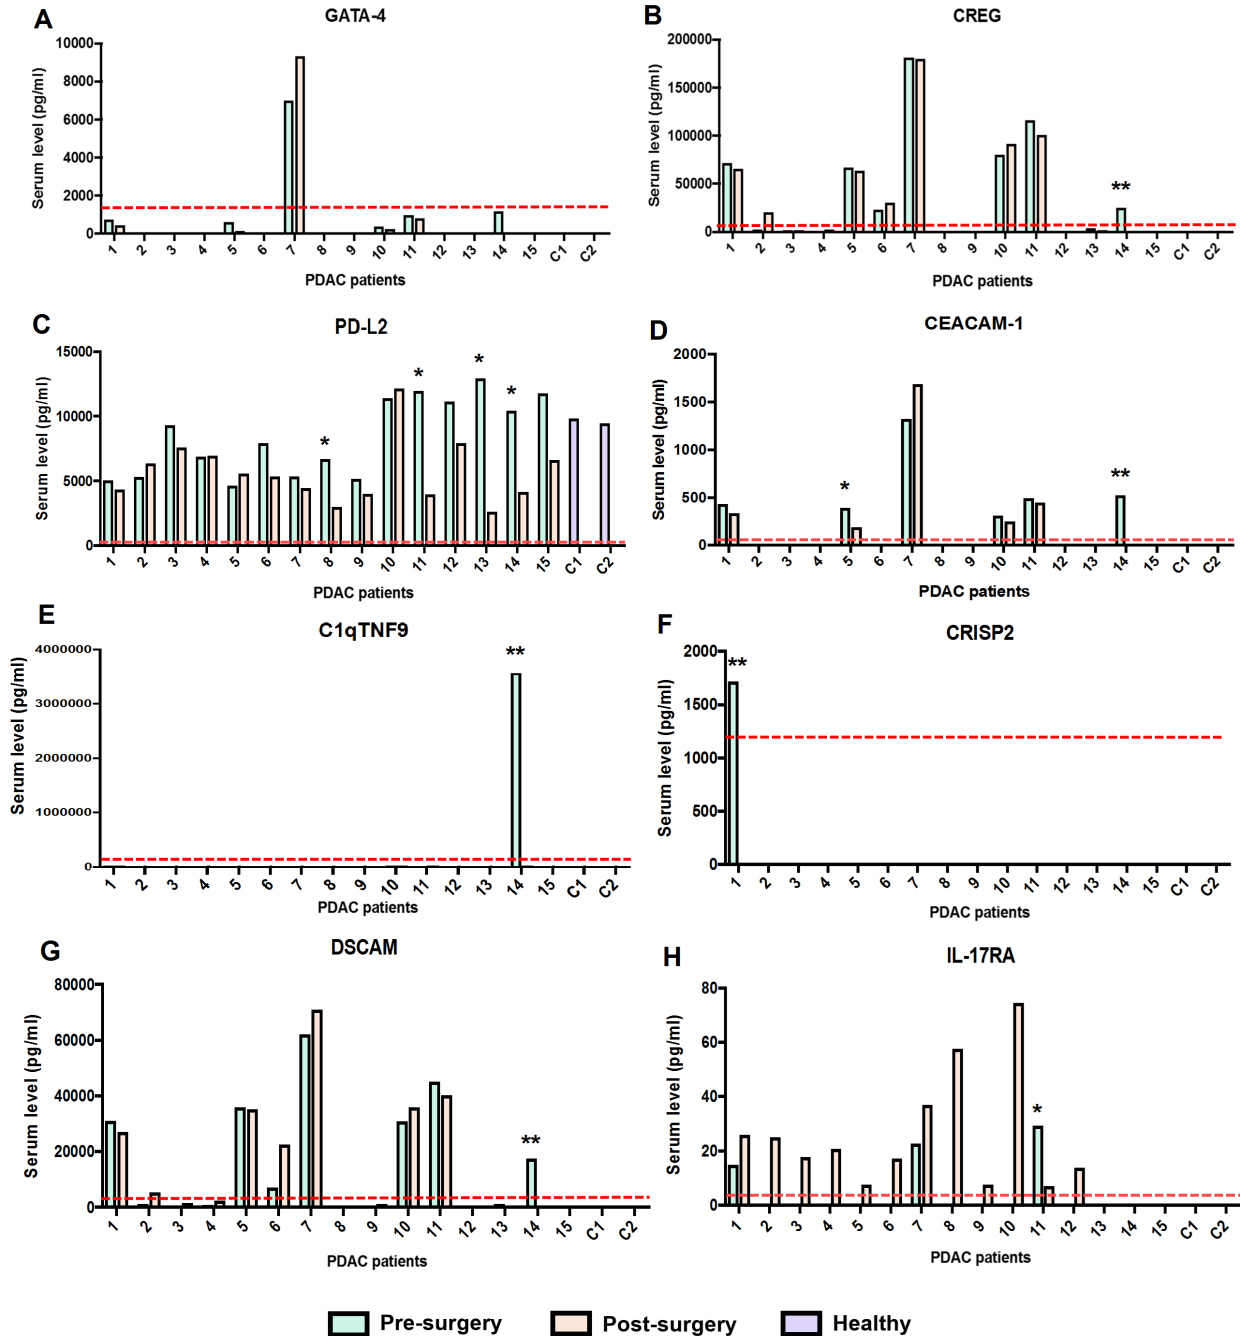 A
GATA-4
Serum level (pg/ml)
10000
8000
6000
4000
2000
0
1 2 3 4 5 6 7 8 9 10 11 12 13 14 15 C1 C2
PDAC patients
B
CREG
Serum level (pg/ml)
200000
150000
100000
50000
0
**
1 2 3 4 5 6 7 8 9 10 11 12 13 14 15 C1 C2
PDAC patients
C
PD-L2
Serum level (pg/ml)
15000
10000
5000
0
* * * *
1 2 3 4 5 6 7 8 9 10 11 12 13 14 15 C1 C2
PDAC patients
D
CEACAM-1
Serum level (pg/ml)
2000
1500
1000
500
0
* **
1 2 3 4 5 6 7 8 9 10 11 12 13 14 15 C1 C2
PDAC patients
E
C1qTNF9
Serum level (pg/ml)
4000000
3000000
2000000
1000000
0
**
1 2 3 4 5 6 7 8 9 10 11 12 13 14 15 C1 C2
PDAC patients
F
CRISP2
Serum level (pg/ml)
2000
1500
1000
500
0
**
1 2 3 4 5 6 7 8 9 10 11 12 13 14 15 C1 C2
PDAC patients
G
DSCAM
Serum level (pg/ml)
80000
60000
40000
20000
0
**
1 2 3 4 5 6 7 8 9 10 11 12 13 14 15 C1 C2
PDAC patients
H
IL-17RA
Serum level (pg/ml)
80
60
40
20
0
*
1 2 3 4 5 6 7 8 9 10 11 12 13 14 15 C1 C2
PDAC patients
Pre-surgery Post-surgery Healthy